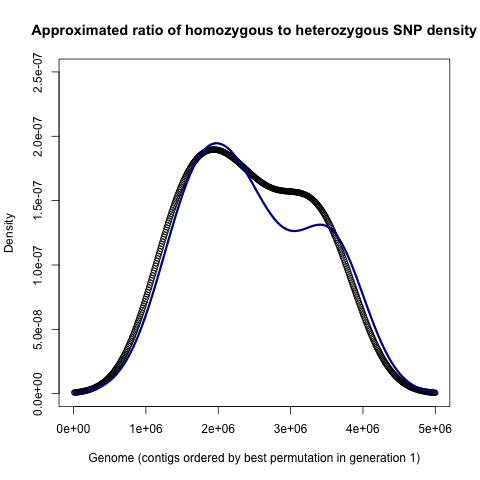 Approximated ratio of homozygous to heterozygous SNP density
2.5e-07
2.0e-07
1.5e-07
1.0e-07
5.0e-08
0.0e+00
Density
0e+00 1e+06 2e+06 3e+06 4e+06 5e+06
Genome (contigs ordered by best permutation in generation 1)